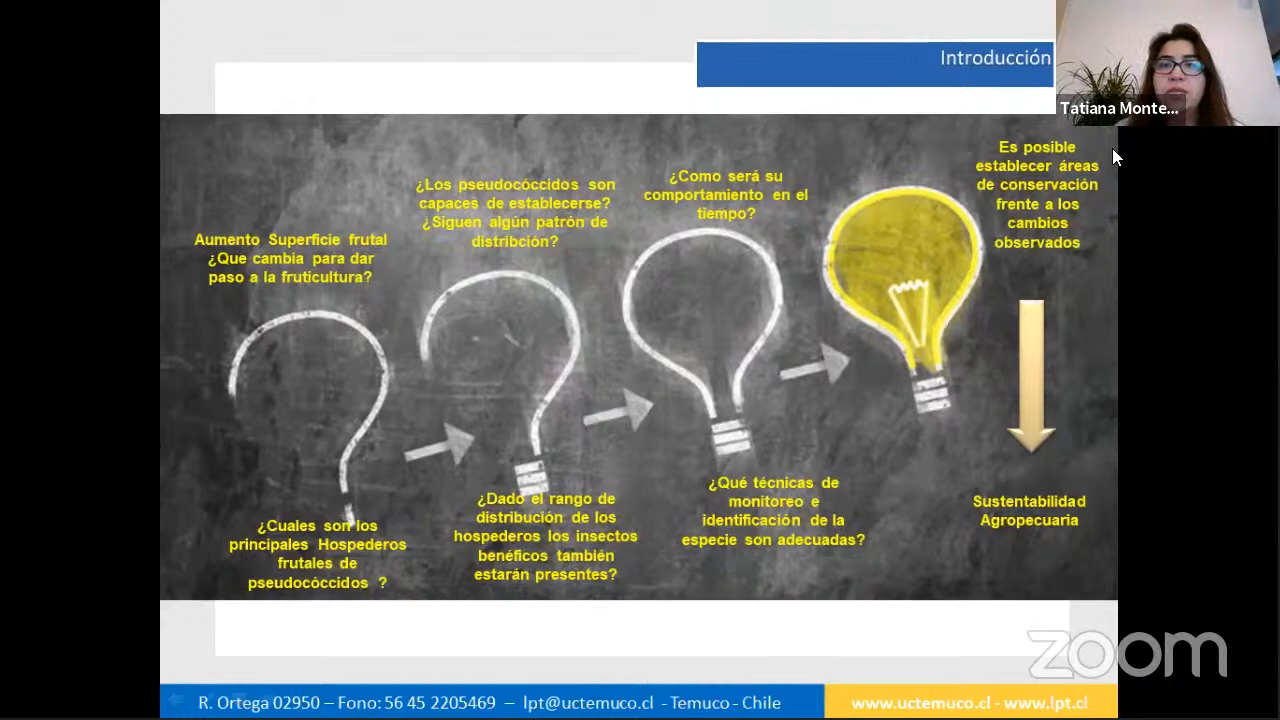 Introducción
Tatiana Monte...
Aumento Superficie frutal
¿Que cambia para dar
paso a la fruticultura?
¿Los pseudocóccidos son
capaces de establecerse?
¿Siguen algún patrón de
distribción?
¿Como será su
comportamiento en el
tiempo?
Es posible
establecer áreas
de conservación
frente a los
cambios
observados
¿Cuales son los
principales Hospederos
frutales de
pseudocóccidos ?
¿Dado el rango de
distribución de los
hospederos los insectos
benéficos también
estarán presentes?
¿Qué técnicas de
monitoreo e
identificación de la
especie son adecuadas?
Sustentabilidad
Agropecuaria
zoom
R. Ortega 02950 – Fono: 56 45 2205469 – lpt@uctemuco.cl - Temuco - Chile
www.uctemuco.cl - www.lpt.cl